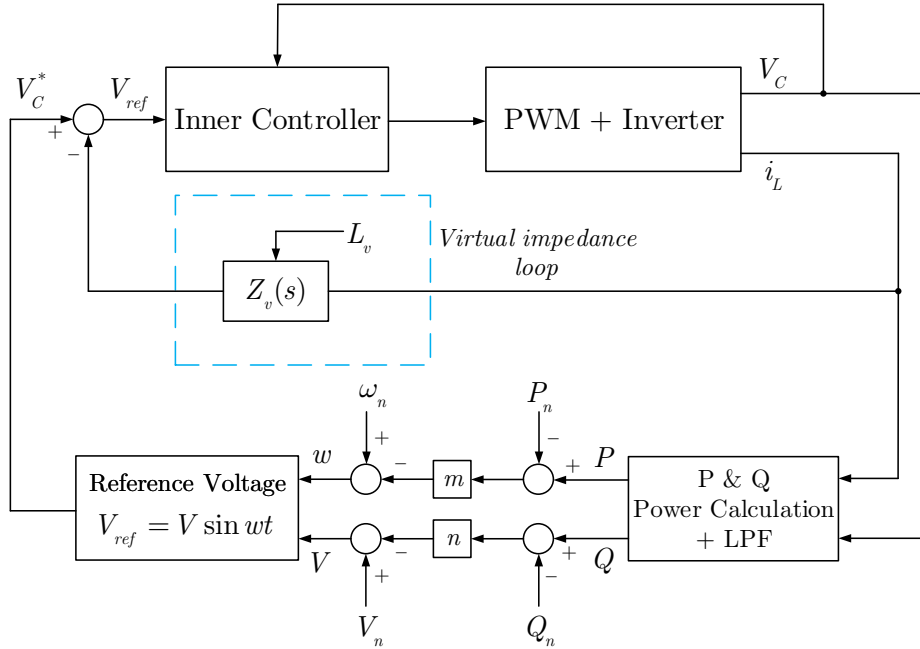 V_C^*
V_ref
Inner Controller
PWM + Inverter
V_C
i_L
+
−
L_v
Z_v(s)
Virtual impedance
loop
ω_n
P_n
+
−
w
−
m
+
P
Reference Voltage
V_ref = V sin wt
P & Q
Power Calculation
+ LPF
V
−
n
+
Q
+
−
V_n
Q_n